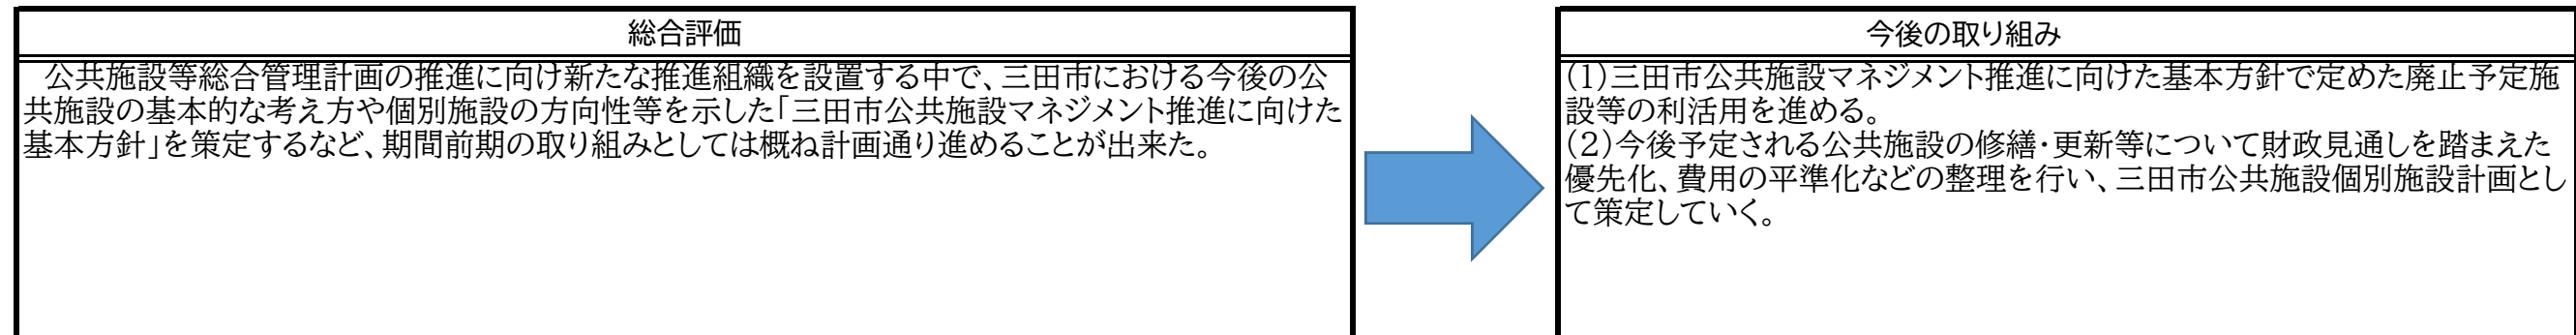 総合評価
公共施設等総合管理計画の推進に向け新たな推進組織を設置する中で、三田市における今後の公
共施設の基本的な考え方や個別施設の方向性等を示した「三田市公共施設マネジメント推進に向けた
基本方針」を策定するなど、期間前期の取り組みとしては概ね計画通り進めることが出来た。
今後の取り組み
(1)三田市公共施設マネジメント推進に向けた基本方針で定めた廃止予定施
設等の利活用を進める。
(2)今後予定される公共施設の修繕・更新等について財政見通しを踏まえた
優先化、費用の平準化などの整理を行い、三田市公共施設個別施設計画とし
て策定していく。